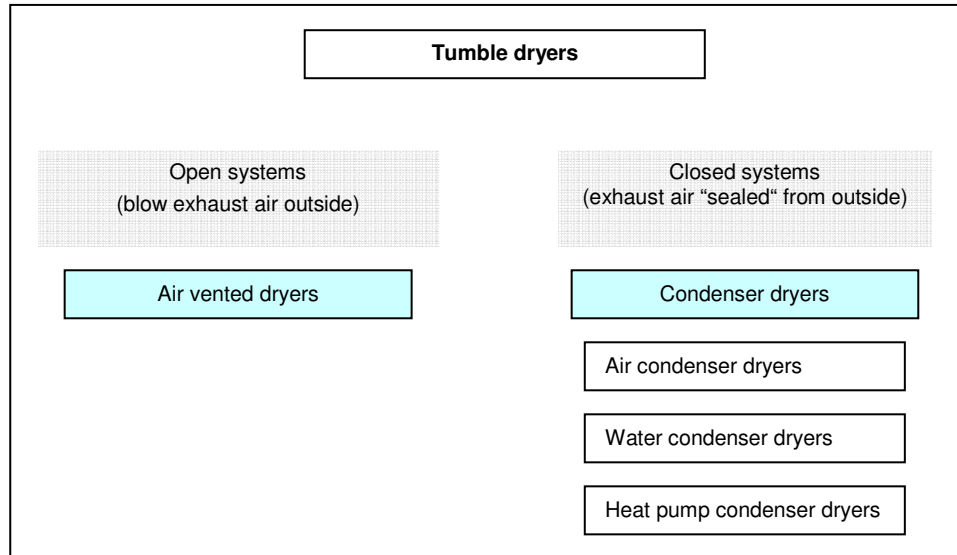 Tumble dryers
Open systems
(blow exhaust air outside)
Closed systems
(exhaust air “sealed“ from outside)
Air vented dryers
Condenser dryers
Air condenser dryers
Water condenser dryers
Heat pump condenser dryers